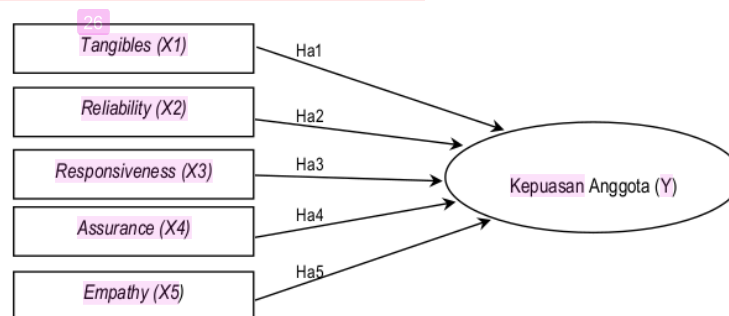 26
Tangibles (X1)
Ha1
Reliability (X2)
Ha2
Responsiveness (X3)
Ha3
Kepuasan Anggota (Y)
Assurance (X4)
Ha4
Empathy (X5)
Ha5